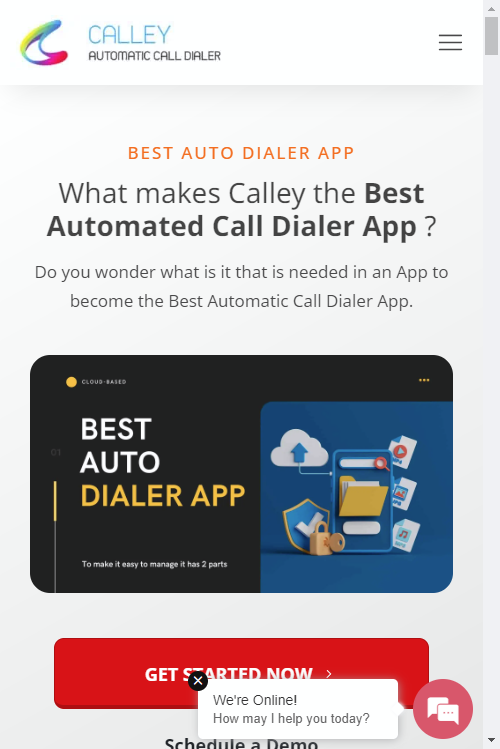 CALLEY
AUTOMATIC CALL DIALER
BEST AUTO DIALER APP
What makes Calley the Best
Automated Call Dialer App ?
Do you wonder what is it that is needed in an App to
become the Best Automatic Call Dialer App.
CLOUD-BASED
01
BEST
AUTO
DIALER APP
To make it easy to manage it has 2 parts
GET STARTED NOW
We're Online!
How may I help you today?
Schedule a Demo